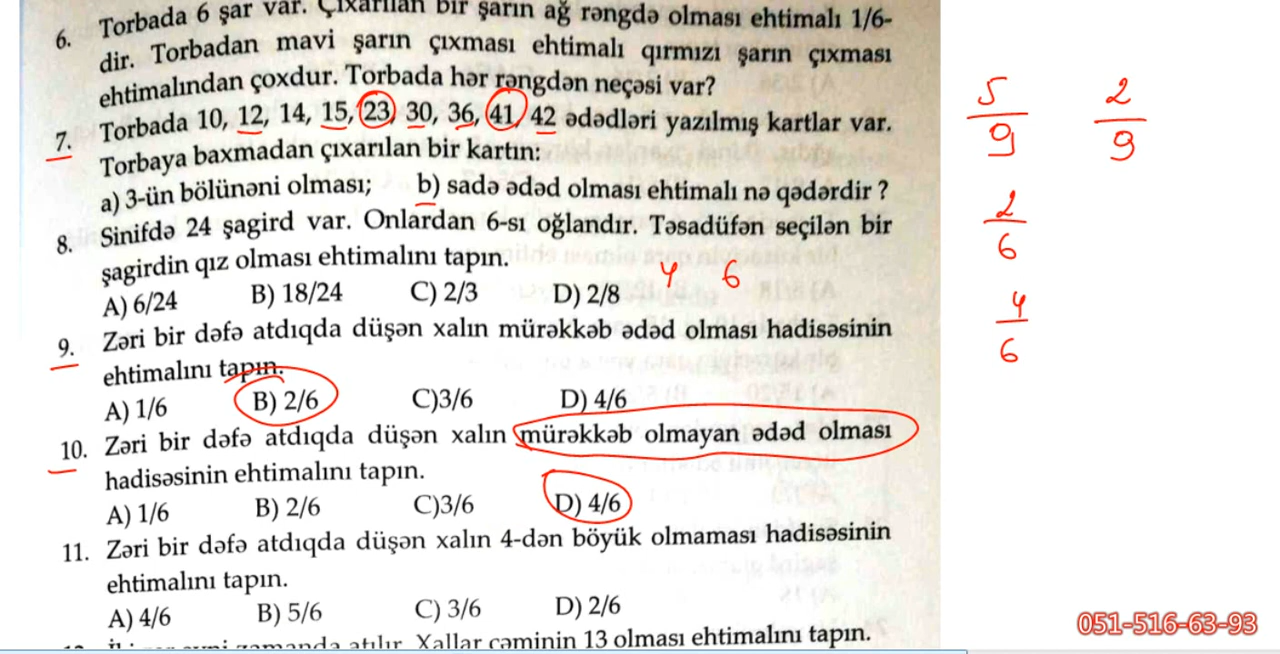 6. Torbada 6 şar var. Çıxarılan bir şarın ağ rəngdə olması ehtimalı 1/6-
dir. Torbadan mavi şarın çıxması ehtimalı qırmızi şarın çıxması
ehtimalından çoxdur. Torbada hər rəngdən neçəsi var?
7. Torbada 10, 12, 14, 15, 23, 30, 36, 41, 42 ədədləri yazılmış kartlar var.
Torbaya baxmadan çıxarılan bir kartın:
a) 3-ün bölünəni olması; b) sadə ədəd olması ehtimalı nə qədərdir ?
8. Sinifdə 24 şagird var. Onlardan 6-sı oğlandır. Təsadüfən seçilən bir
şagirdin qız olması ehtimalını tapın.
A) 6/24 B) 18/24 C) 2/3 D) 2/8
4 6
9. Zəri bir dəfə atdıqda düşən xalın mürəkkəb ədəd olması hadisəsinin
ehtimalını tapın.
A) 1/6 B) 2/6 C)3/6 D) 4/6
10. Zəri bir dəfə atdıqda düşən xalın mürəkkəb olmayan ədəd olması
hadisəsinin ehtimalını tapın.
A) 1/6 B) 2/6 C)3/6 D) 4/6
11. Zəri bir dəfə atdıqda düşən xalın 4-dən böyük olmaması hadisəsinin
ehtimalını tapın.
A) 4/6 B) 5/6 C) 3/6 D) 2/6
atılır. Xallar cəminin 13 olması ehtimalını tapın.
5/9 2/9
2/6
4/6
051-516-63-93